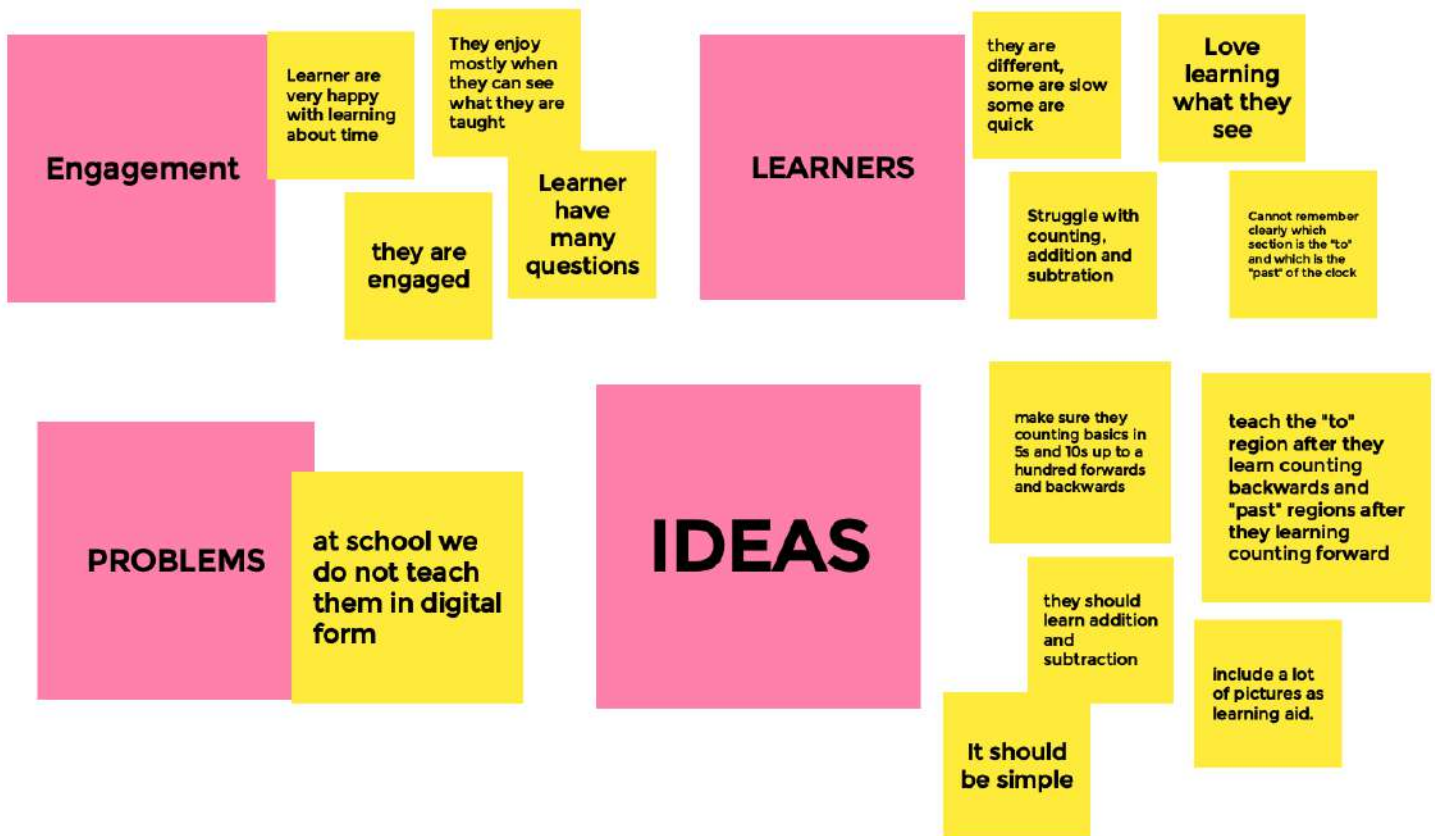 Engagement
Learner are
very happy
with learning
about time
They enjoy
mostly when
they can see
what they are
taught
they are
engaged
Learner
have
many
questions
LEARNERS
they are
different,
some are slow
some are
quick
Love
learning
what they
see
Struggle with
counting,
addition and
subtration
Cannot remember
clearly which
section is the "to"
and which is the
"past" of the clock
PROBLEMS
at school we
do not teach
them in digital
form
IDEAS
make sure they
counting basics in
5s and 10s up to a
hundred forwards
and backwards
teach the "to"
region after they
learn counting
backwards and
"past" regions after
they learning
counting forward
they should
learn addition
and
subtraction
include a lot
of pictures as
learning aid.
It should
be simple